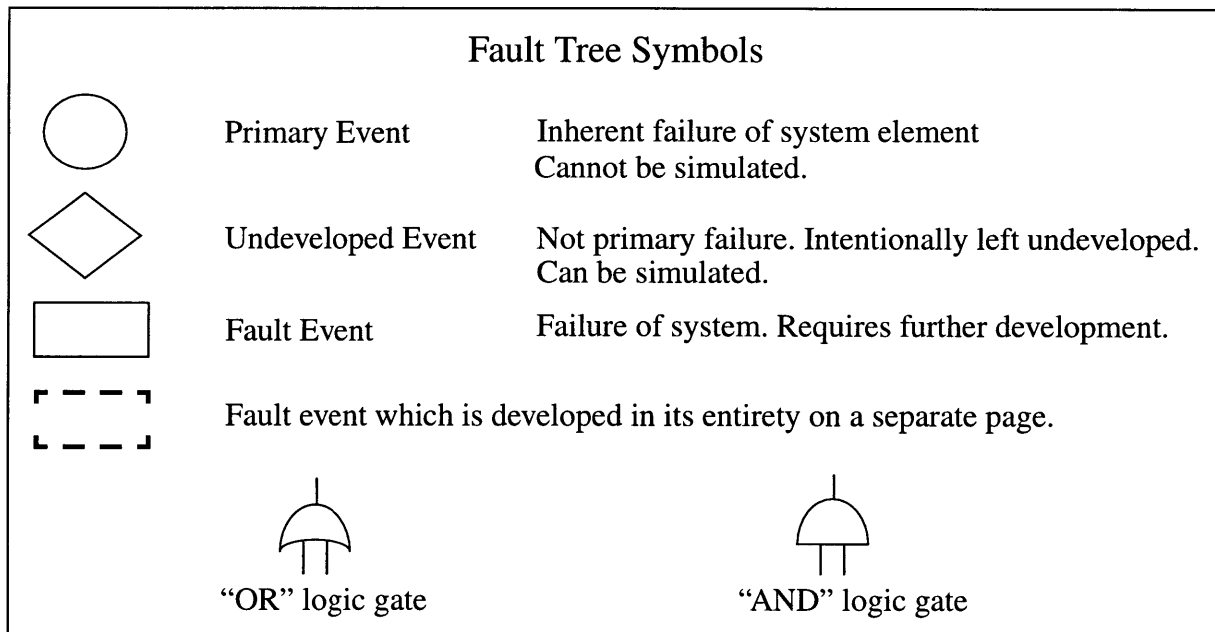 Fault Tree Symbols
Primary Event Inherent failure of system element
Cannot be simulated.
Undeveloped Event Not primary failure. Intentionally left undeveloped.
Can be simulated.
Fault Event Failure of system. Requires further development.
Fault event which is developed in its entirety on a separate page.
“OR” logic gate “AND” logic gate